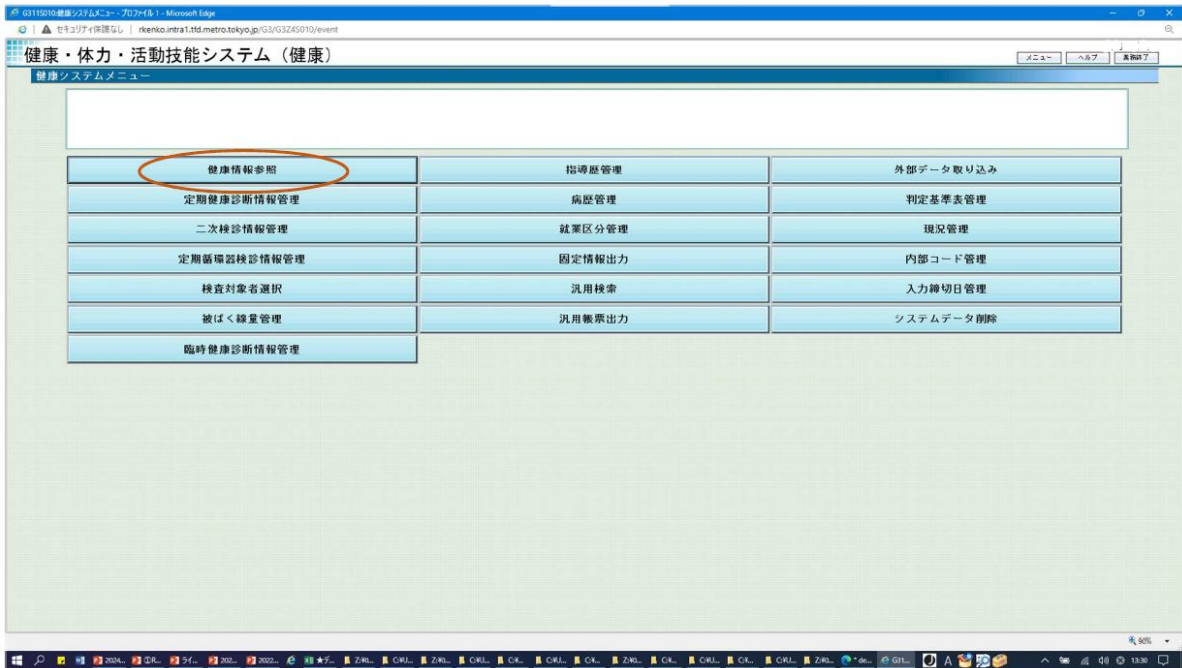 G311S010:健康システムメニュー - プロファイル 1 - Microsoft Edge
セキュリティ保護なし | rkenko.intra1.tfd.metro.tokyo.jp/G3/G3Z4S010/event
健康・体力・活動技能システム（健康）
メニュー ヘルプ 業務終了
健康システムメニュー
健康情報参照 指導歴管理 外部データ取り込み
定期健康診断情報管理 病歴管理 判定基準表管理
二次検診情報管理 就業区分管理 現況管理
定期循環器検診情報管理 固定情報出力 内部コード管理
検査対象者選択 汎用検索 入力締切日管理
被ばく線量管理 汎用帳票出力 システムデータ削除
臨時健康診断情報管理
90%
2024... 202... 2022... G31... A 13:30